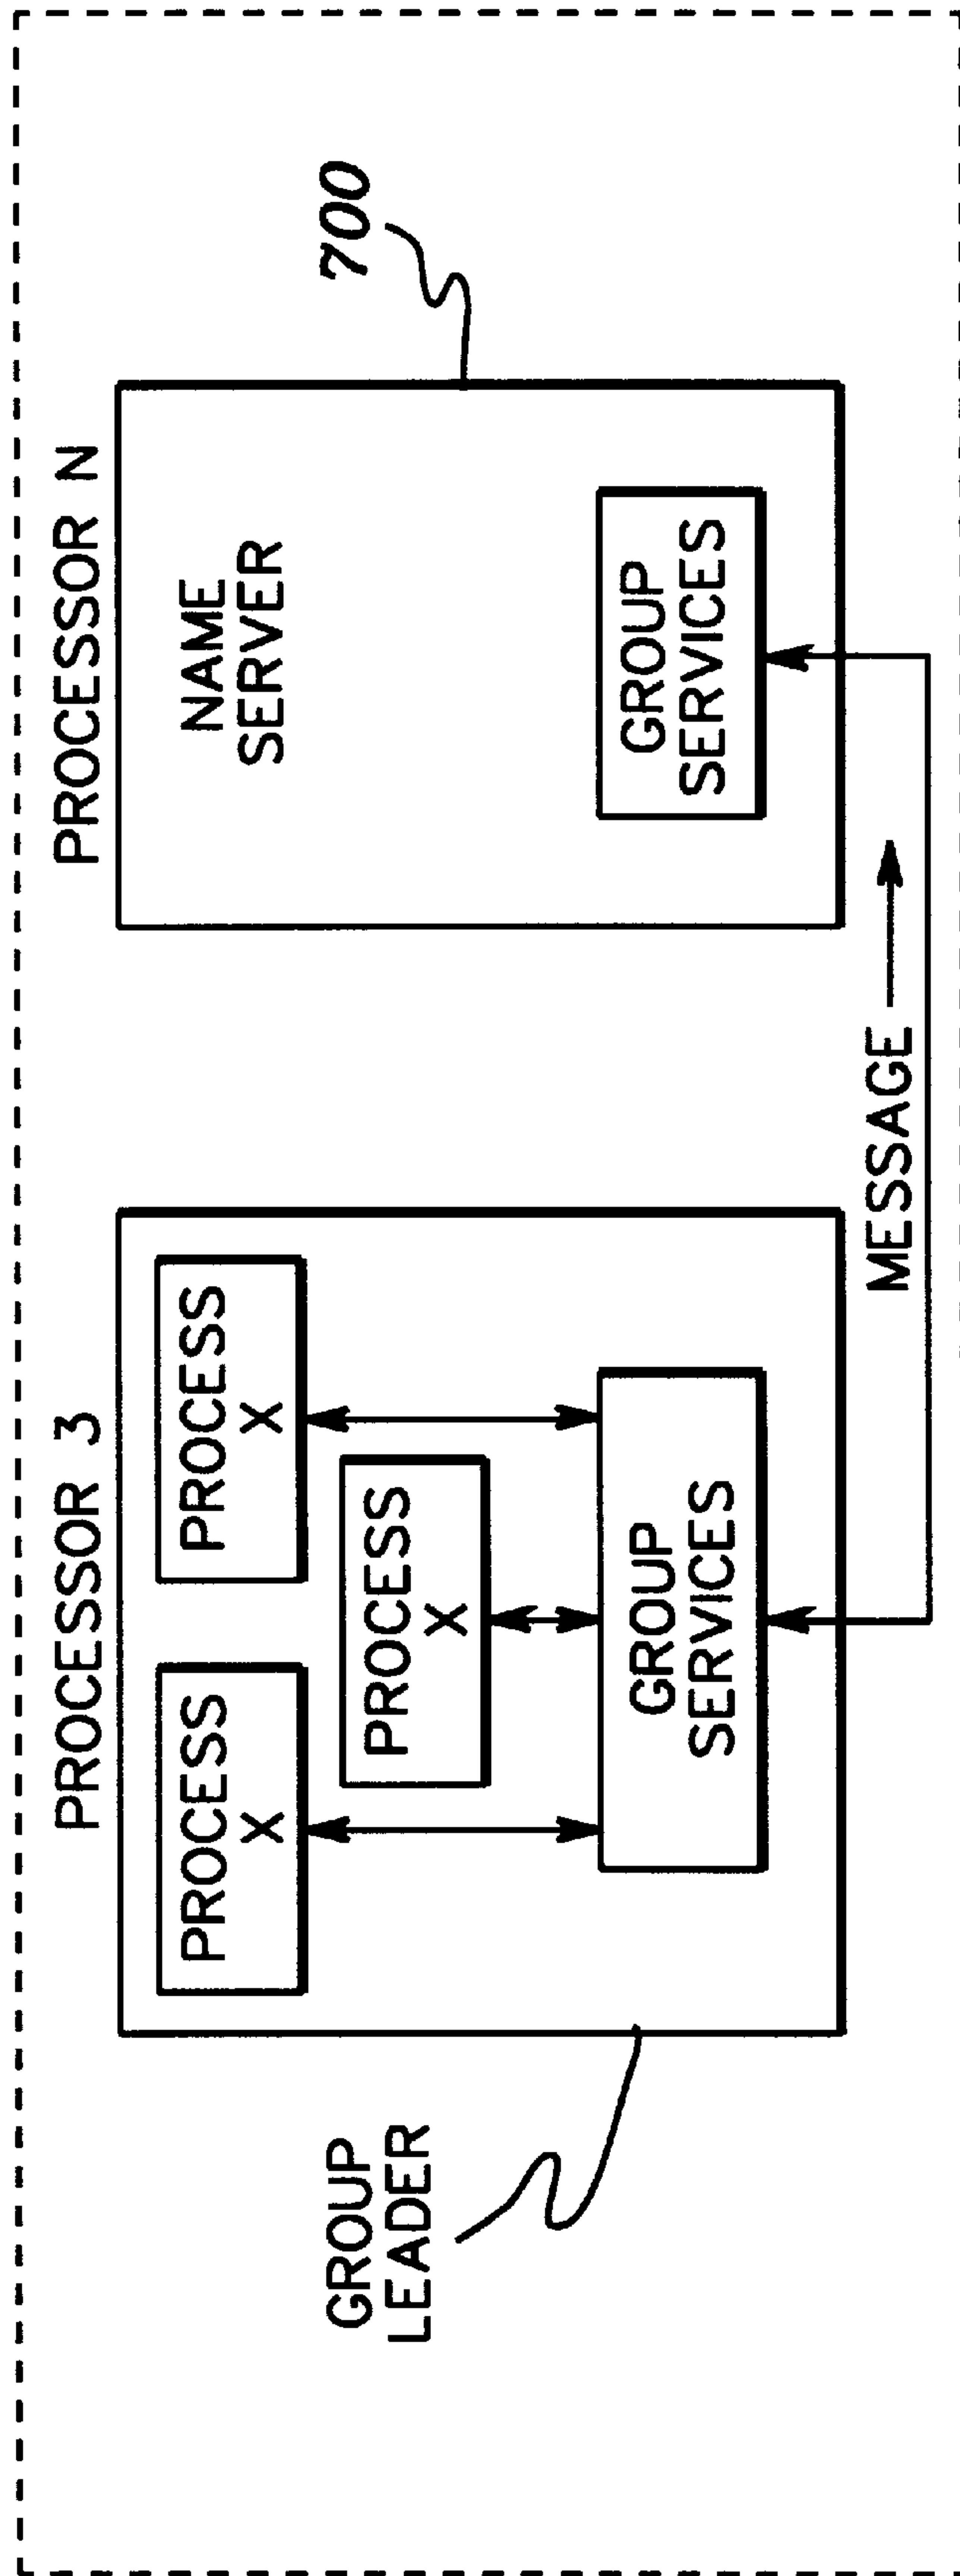 PROCESSOR 3
PROCESS
X
PROCESS
X
PROCESS
X
GROUP
SERVICES
GROUP
LEADER
MESSAGE
PROCESSOR N
NAME
SERVER
GROUP
SERVICES
700